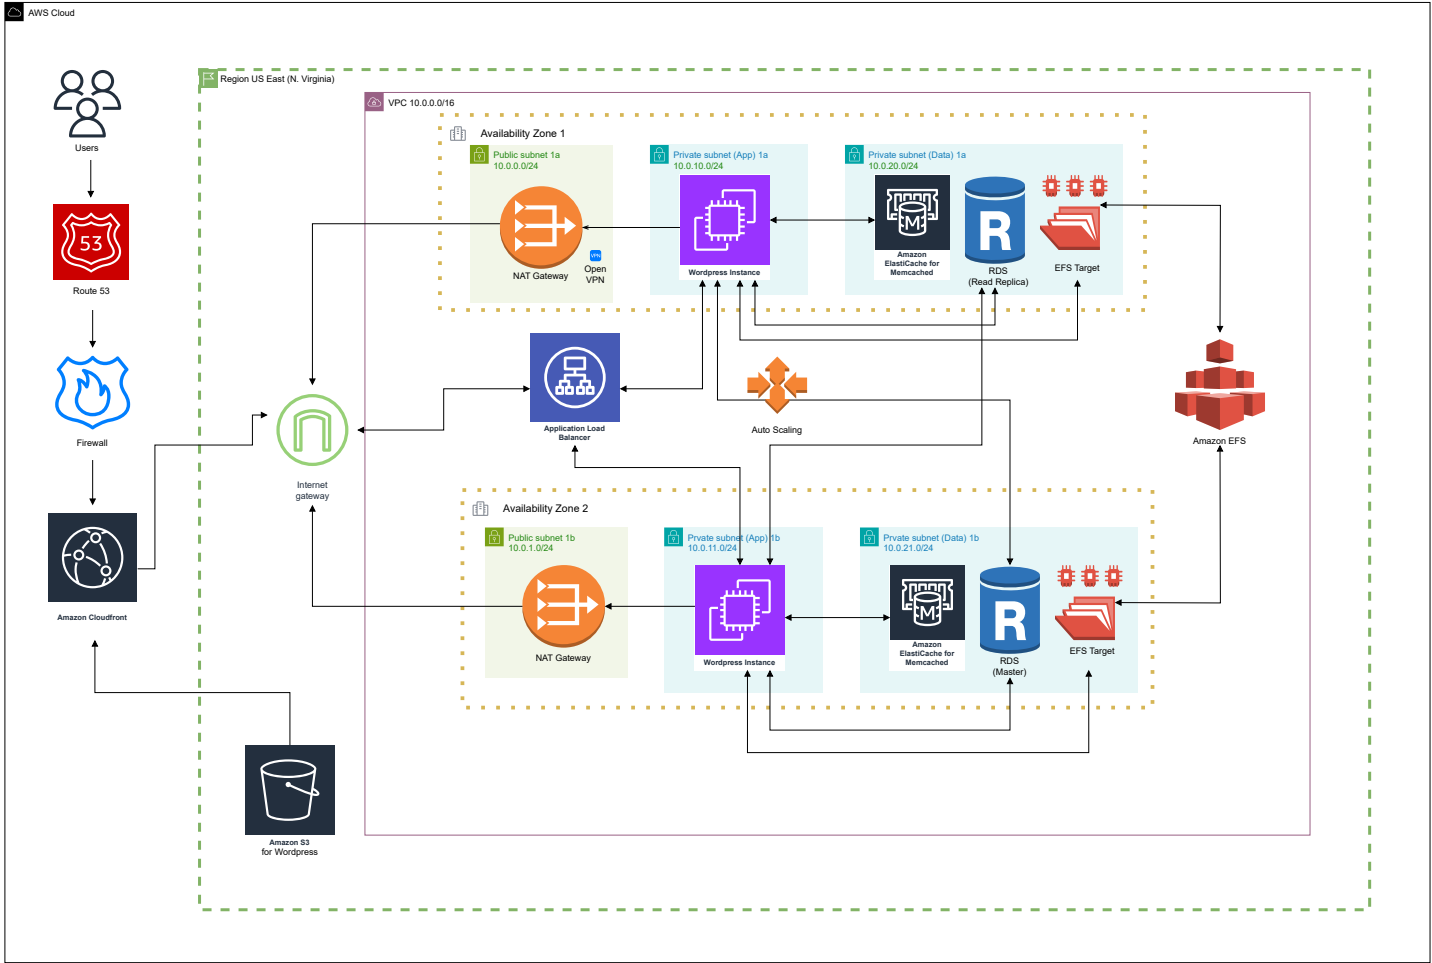 AWS Cloud
Region US East (N. Virginia)
VPC 10.0.0.0/16
Users
53
Route 53
Firewall
Amazon Cloudfront
Amazon S3
for Wordpress
Internet
gateway
Availability Zone 1
Public subnet 1a
10.0.0.0/24
NAT Gateway
VPN
Open
VPN
Private subnet (App) 1a
10.0.10.0/24
Wordpress Instance
Private subnet (Data) 1a
10.0.20.0/24
M
Amazon
ElastiCache for
Memcached
R
RDS
(Read Replica)
EFS Target
Application Load
Balancer
Auto Scaling
Amazon EFS
Availability Zone 2
Public subnet 1b
10.0.1.0/24
NAT Gateway
Pvate subnet (App) 1b
10.0.11.0/24
Wordpress Instance
Prvate subnet (Data) 1b
10.0.21.0/24
M
Amazon
ElastiCache for
Memcached
R
RDS
(Master)
EFS Target